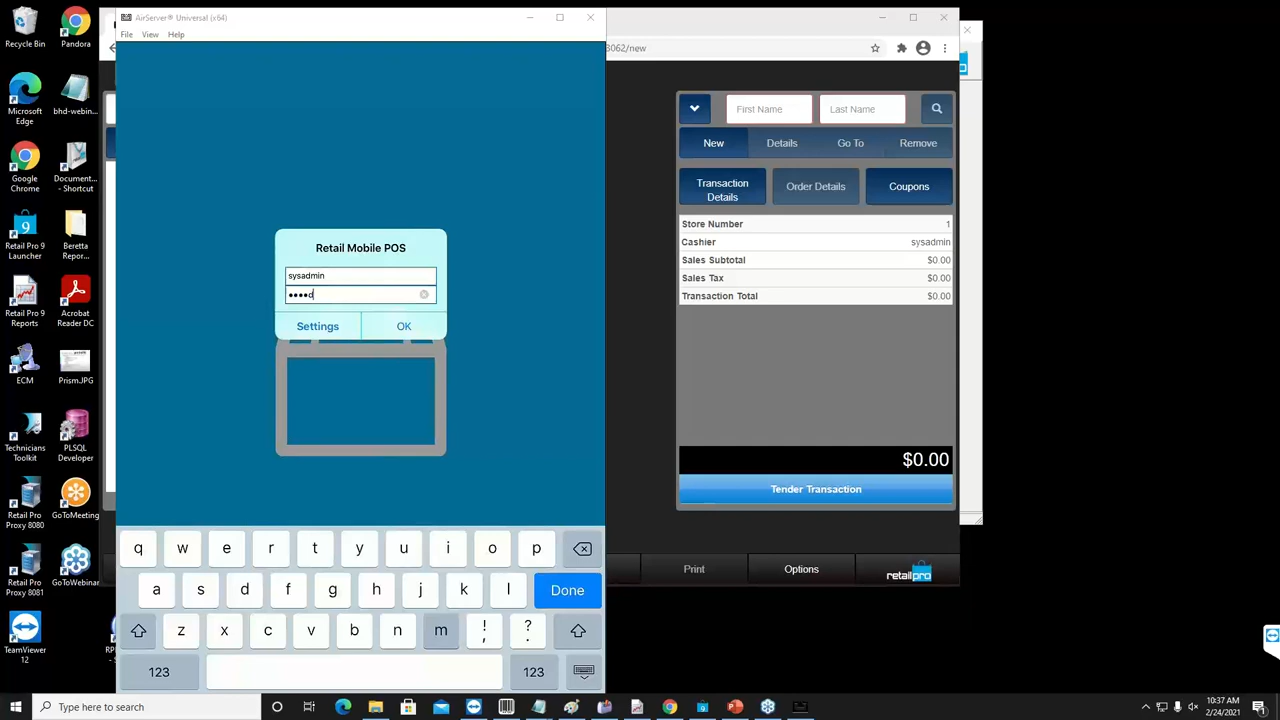 AirServer® Universal (x64)
File View Help
3062/new
Recycle Bin
Pandora
Microsoft Edge
bhd-webin...
Google Chrome
Document... - Shortcut
Retail Pro 9 Launcher
Beretta Repor...
Retail Pro 9 Reports
Acrobat Reader DC
ECM
Prism.JPG
Technicians Toolkit
PLSQL Developer
Retail Pro Proxy 8080
GoToMeeting
Retail Pro Proxy 8081
GoToWebinar
TeamViewer 12
Retail Mobile POS
sysadmin
••••d
Settings OK
First Name Last Name
New Details Go To Remove
Transaction Details
Order Details
Coupons
Store Number 1
Cashier sysadmin
Sales Subtotal $0.00
Sales Tax $0.00
Transaction Total $0.00
$0.00
Tender Transaction
Print Options retailpro
q w e r t y u i o p
a s d f g h j k l Done
z x c v b n m ! , ? .
123 123
Type here to search
10:37 AM
2/24/2021